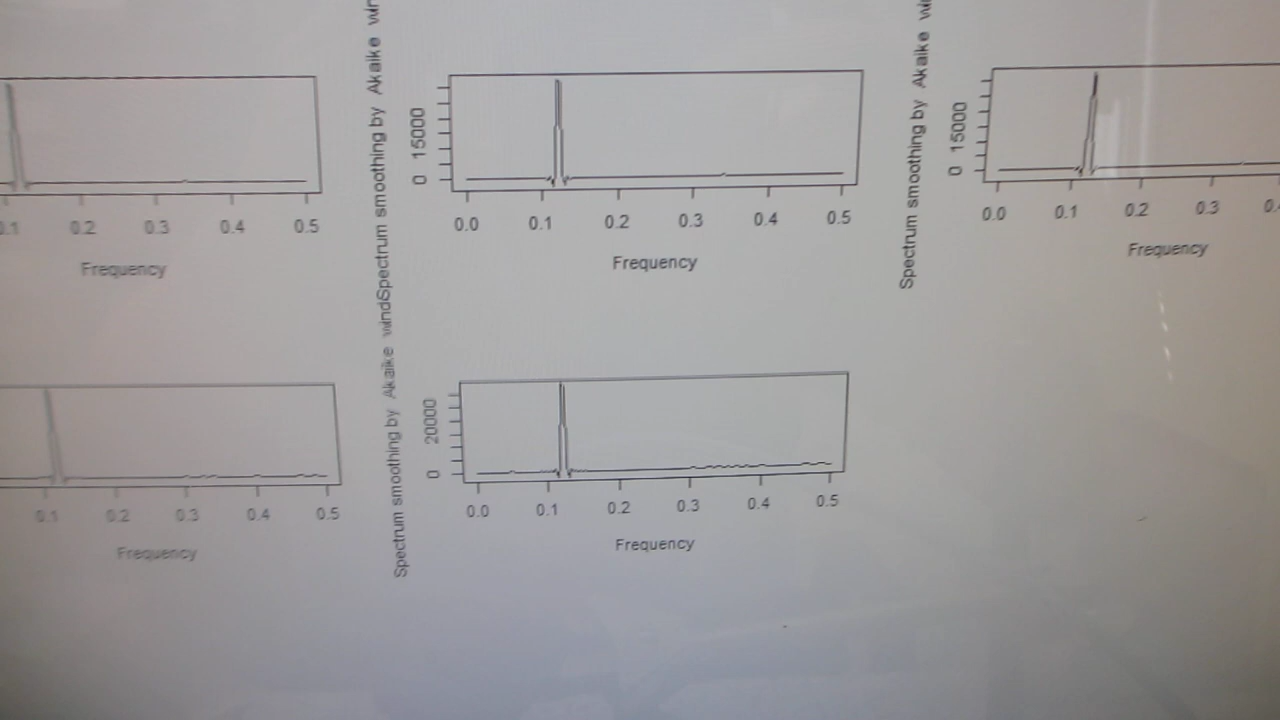 Spectrum smoothing by Akaike
0 15000
0.1 0.2 0.3 0.4 0.5
Frequency
0.0 0.1 0.2 0.3 0.4 0.5
Frequency
Spectrum smoothing by Akaike
0 15000
0.0 0.1 0.2 0.3
Frequency
0.1 0.2 0.3 0.4 0.5
Frequency
Spectrum smoothing by Akaike wind
0 20000
0.0 0.1 0.2 0.3 0.4 0.5
Frequency